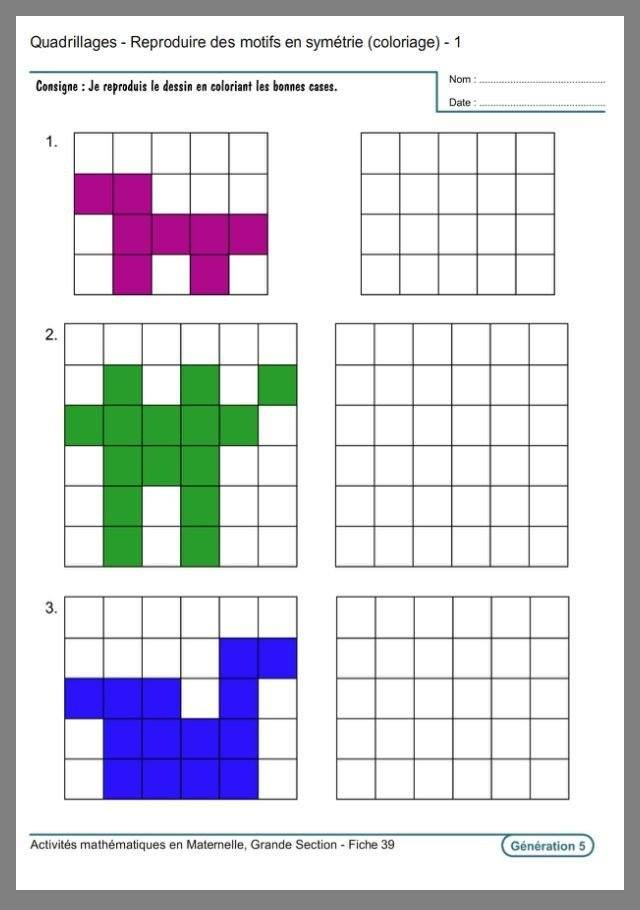 Quadrillages - Reproduire des motifs en symétrie (coloriage) - 1
Consigne : Je reproduis le dessin en coloriant les bonnes cases.
Nom :
Date :
1.
2.
3.
Activités mathématiques en Maternelle, Grande Section - Fiche 39
Génération 5